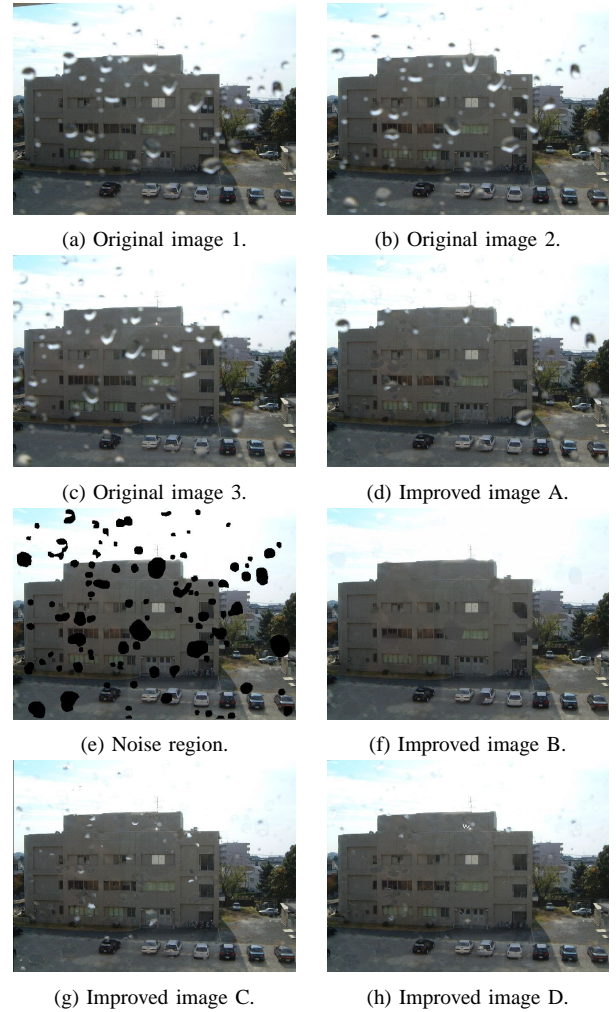 (a) Original image 1.
(b) Original image 2.
(c) Original image 3.
(d) Improved image A.
(e) Noise region.
(f) Improved image B.
(g) Improved image C.
(h) Improved image D.